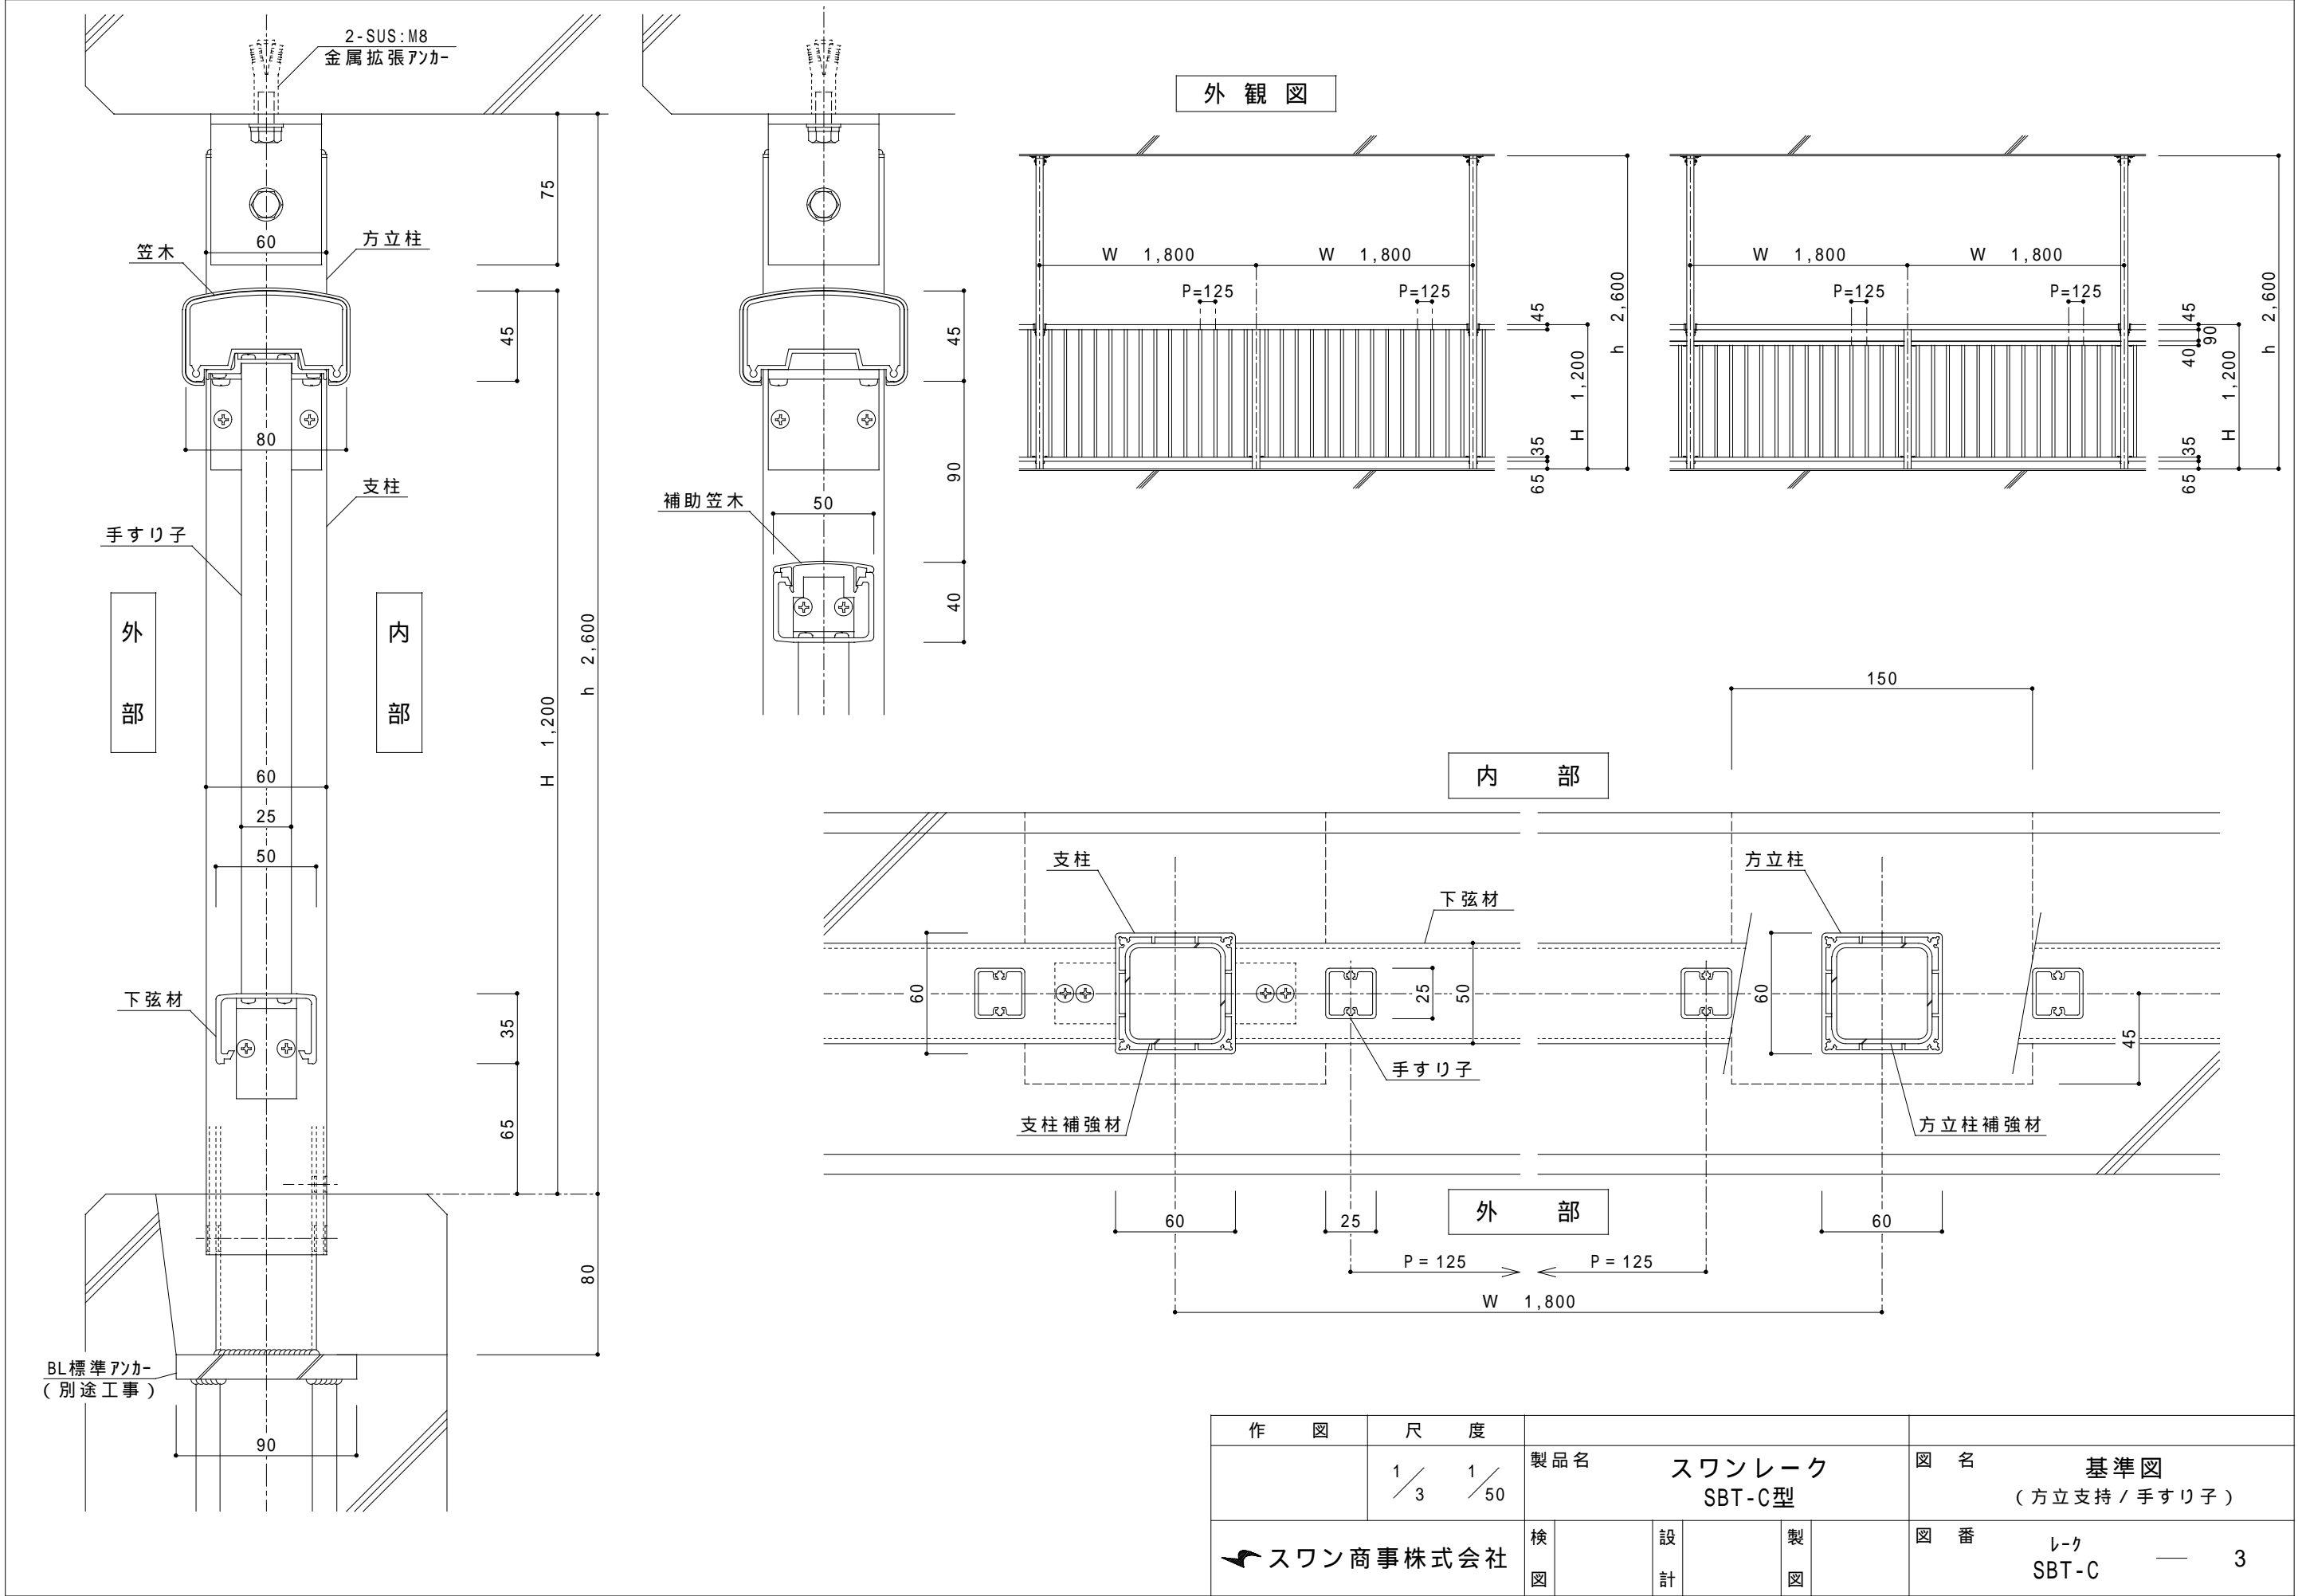 2-SUS:M8
金属拡張アンカー
75
笠木
60
方立柱
45
80
支柱
手すり子
外部
内部
60
25
50
H 1,200
h 2,600
下弦材
35
65
80
BL標準アンカー
(別途工事)
90
45
90
補助笠木
50
40
外観図
W 1,800
W 1,800
P=125
P=125
45
H 1,200
h 2,600
35
65
W 1,800
W 1,800
P=125
P=125
45
90
40
H 1,200
h 2,600
35
65
150
内部
支柱
下弦材
方立柱
60
25
50
60
45
手すり子
支柱補強材
方立柱補強材
60
25
外部
60
P = 125
P = 125
W 1,800
作図
尺度
1/3 1/50
製品名
スワンレーク
SBT-C型
図名
基準図
(方立支持/手すり子)
スワン商事株式会社
検図
設計
製図
図番
レーク
SBT-C — 3